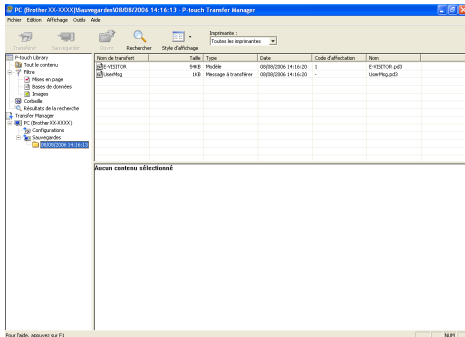 PC (Brother XX-XXXX)\Sauvegardes\08/08/2006 14:16:13 - P-touch Transfer Manager
Fichier Edition Affichage Outils Aide
Transférer Sauvegarder Ouvrir Rechercher Style d'affichage
Imprimante :
Toutes les imprimantes
P-touch Library
Tout le contenu
Filtre
Mises en page
Bases de données
Images
Corbeille
Résultats de la recherche
Transfer Manager
PC (Brother XX-XXXX)
Configurations
Sauvegardes
08/08/2006 14:16:13
Nom de transfert Taille Type Date Code d'affectation Nom
E-VISITOR 94KB Modèle 08/08/2006 14:16:20 1 E-VISITOR.pd3
UserMsg 1KB Message à transférer 08/08/2006 14:16:20 - UserMsg.pd3
Aucun contenu sélectionné
Pour l'aide, appuyez sur F1
NUM